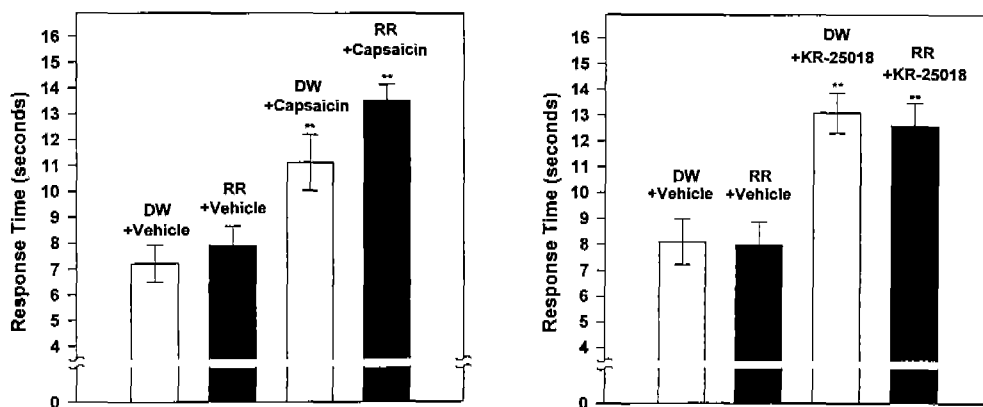 Response Time (seconds)
16
15
14
13
12
11
10
9
8
7
6
5
4
0
DW
+Vehicle
RR
+Vehicle
DW
+Capsaicin
**
RR
+Capsaicin
**
Response Time (seconds)
16
15
14
13
12
11
10
9
8
7
6
5
4
0
DW
+Vehicle
RR
+Vehicle
DW
+KR-25018
**
RR
+KR-25018
**